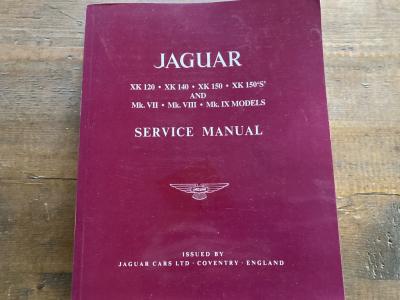 JAGUAR
XK 120 • XK 140 • XK 150 • XK 150 'S'
AND
Mk. VII • Mk. VIII • Mk. IX MODELS
SERVICE MANUAL
JAGUAR
ISSUED BY
JAGUAR CARS LTD · COVENTRY · ENGLAND